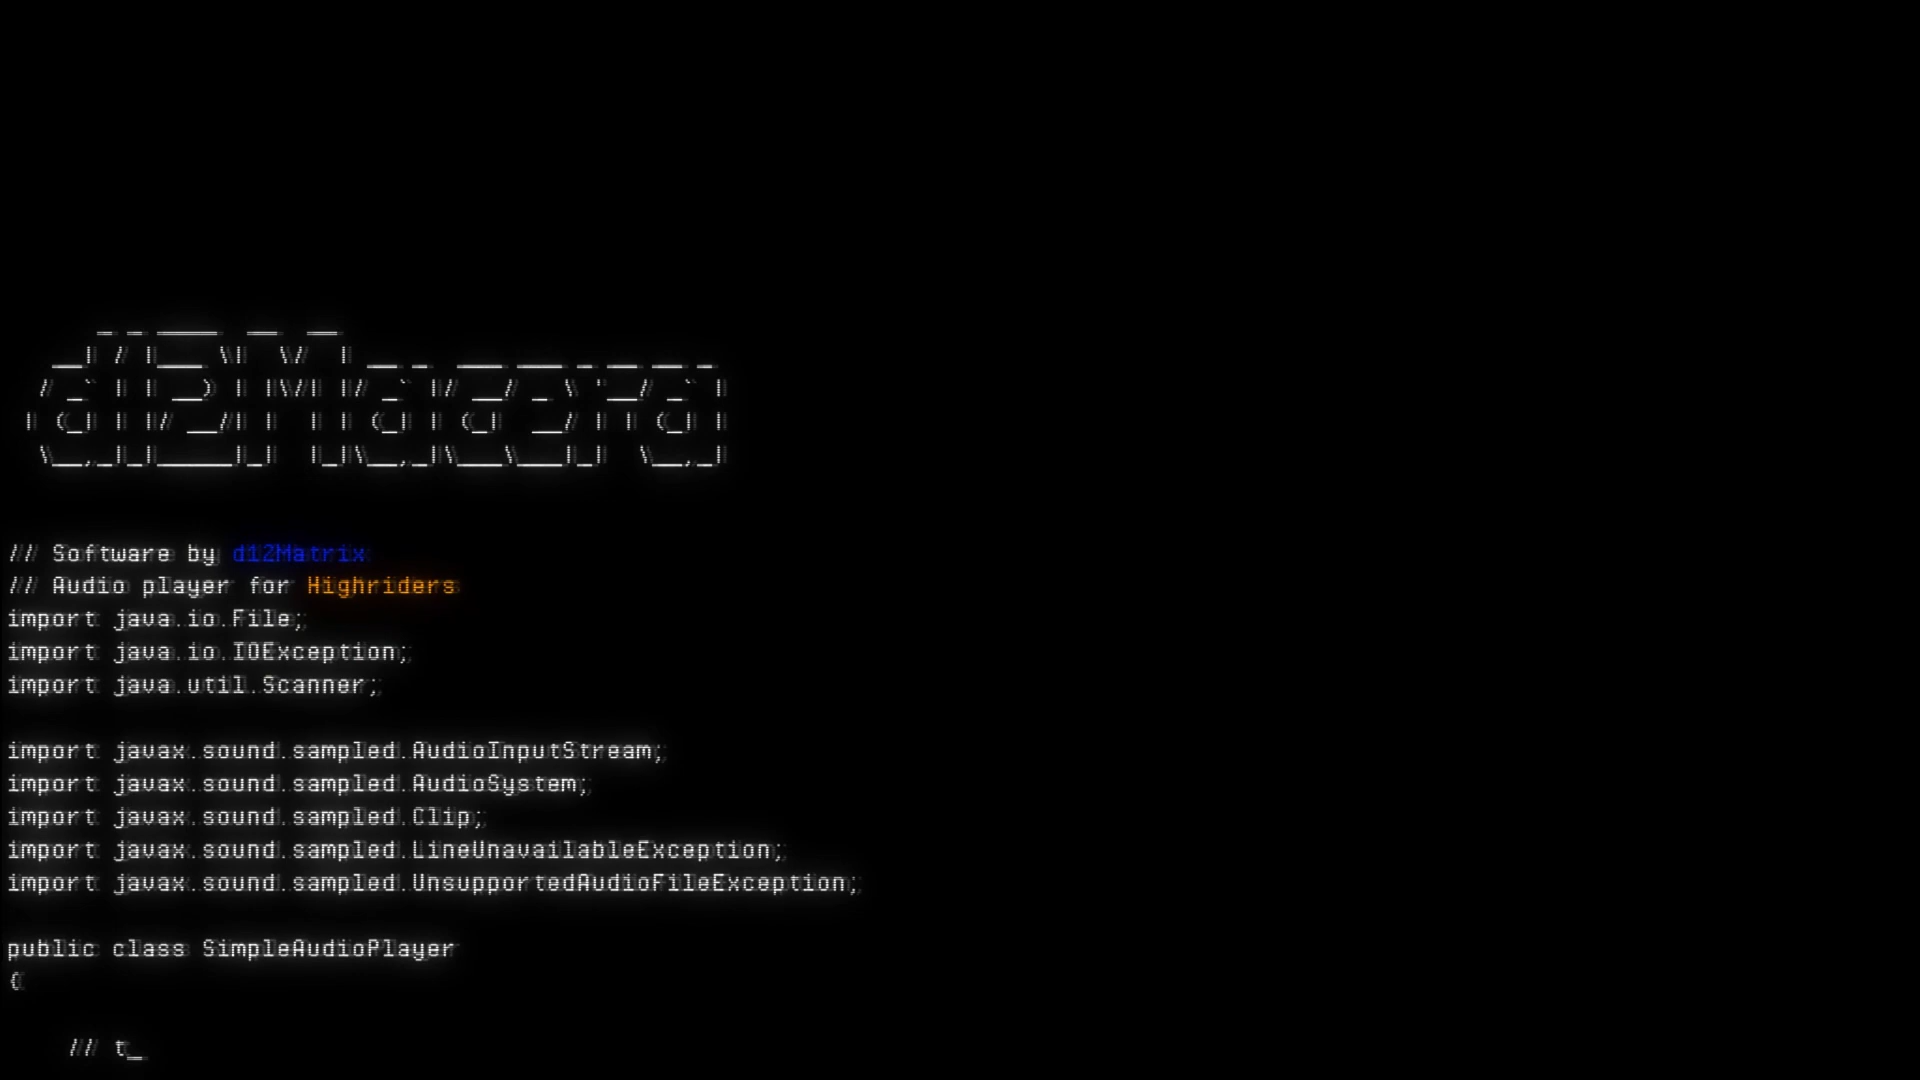 d12Macera
// Software by d12Matrix
// Audio player for Highriders
import java.io.File;
import java.io.IOException;
import java.util.Scanner;
import javax.sound.sampled.AudioInputStream;
import javax.sound.sampled.AudioSystem;
import javax.sound.sampled.Clip;
import javax.sound.sampled.LineUnavailableException;
import javax.sound.sampled.UnsupportedAudioFileException;
public class SimpleAudioPlayer
{
// t_